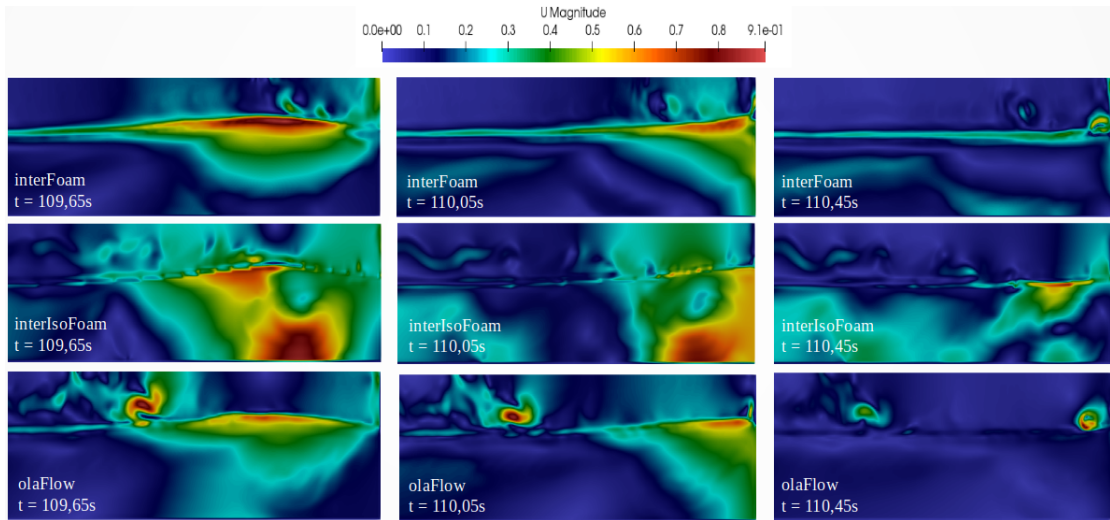 U Magnitude
0.0e+00 0.1 0.2 0.3 0.4 0.5 0.6 0.7 0.8 9.1e-01
interFoam
t = 109,65s
interFoam
t = 110,05s
interFoam
t = 110,45s
interIsoFoam
t = 109,65s
interIsoFoam
t = 110,05s
interIsoFoam
t = 110,45s
olaFlow
t = 109,65s
olaFlow
t = 110,05s
olaFlow
t = 110,45s